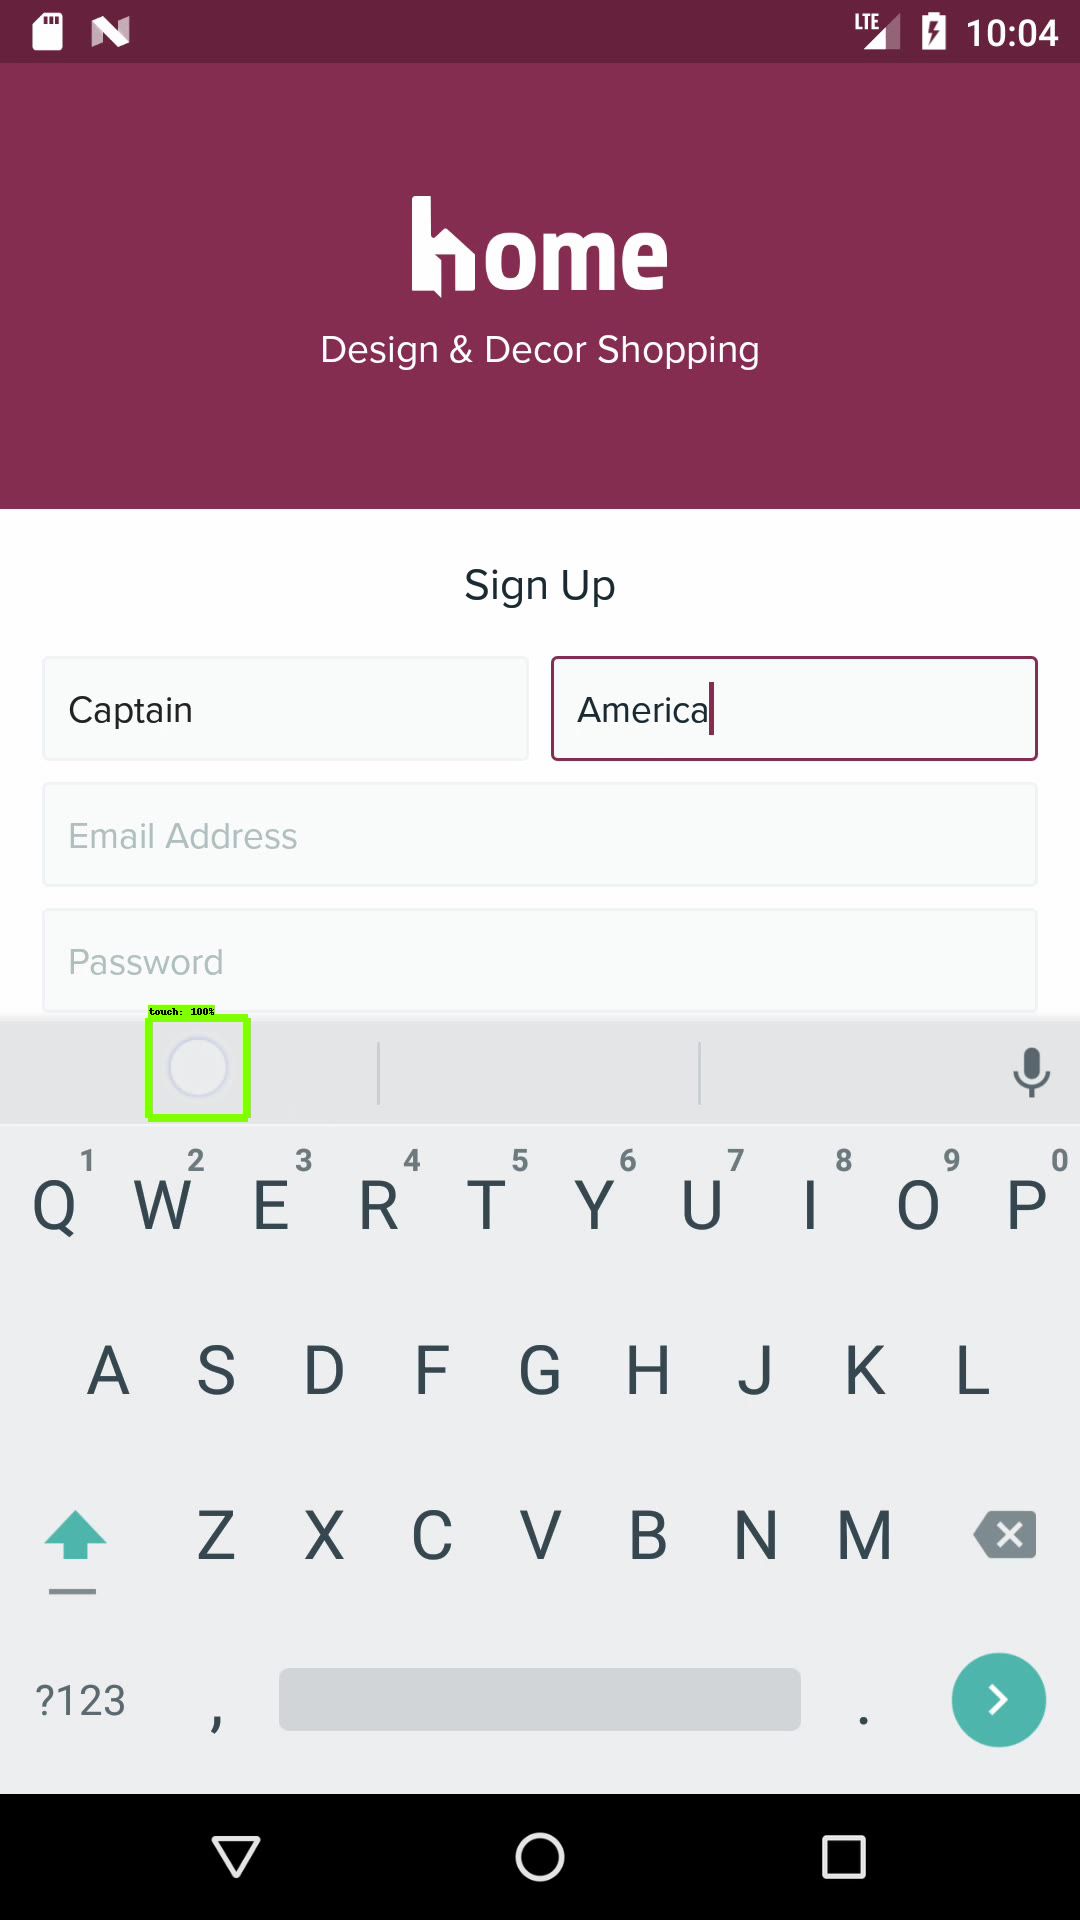 LTE 10:04
home
Design & Decor Shopping
Sign Up
Captain America
Email Address
Password
touch: 100%
1 2 3 4 5 6 7 8 9 0
Q W E R T Y U I O P
A S D F G H J K L
Z X C V B N M
?123 , .